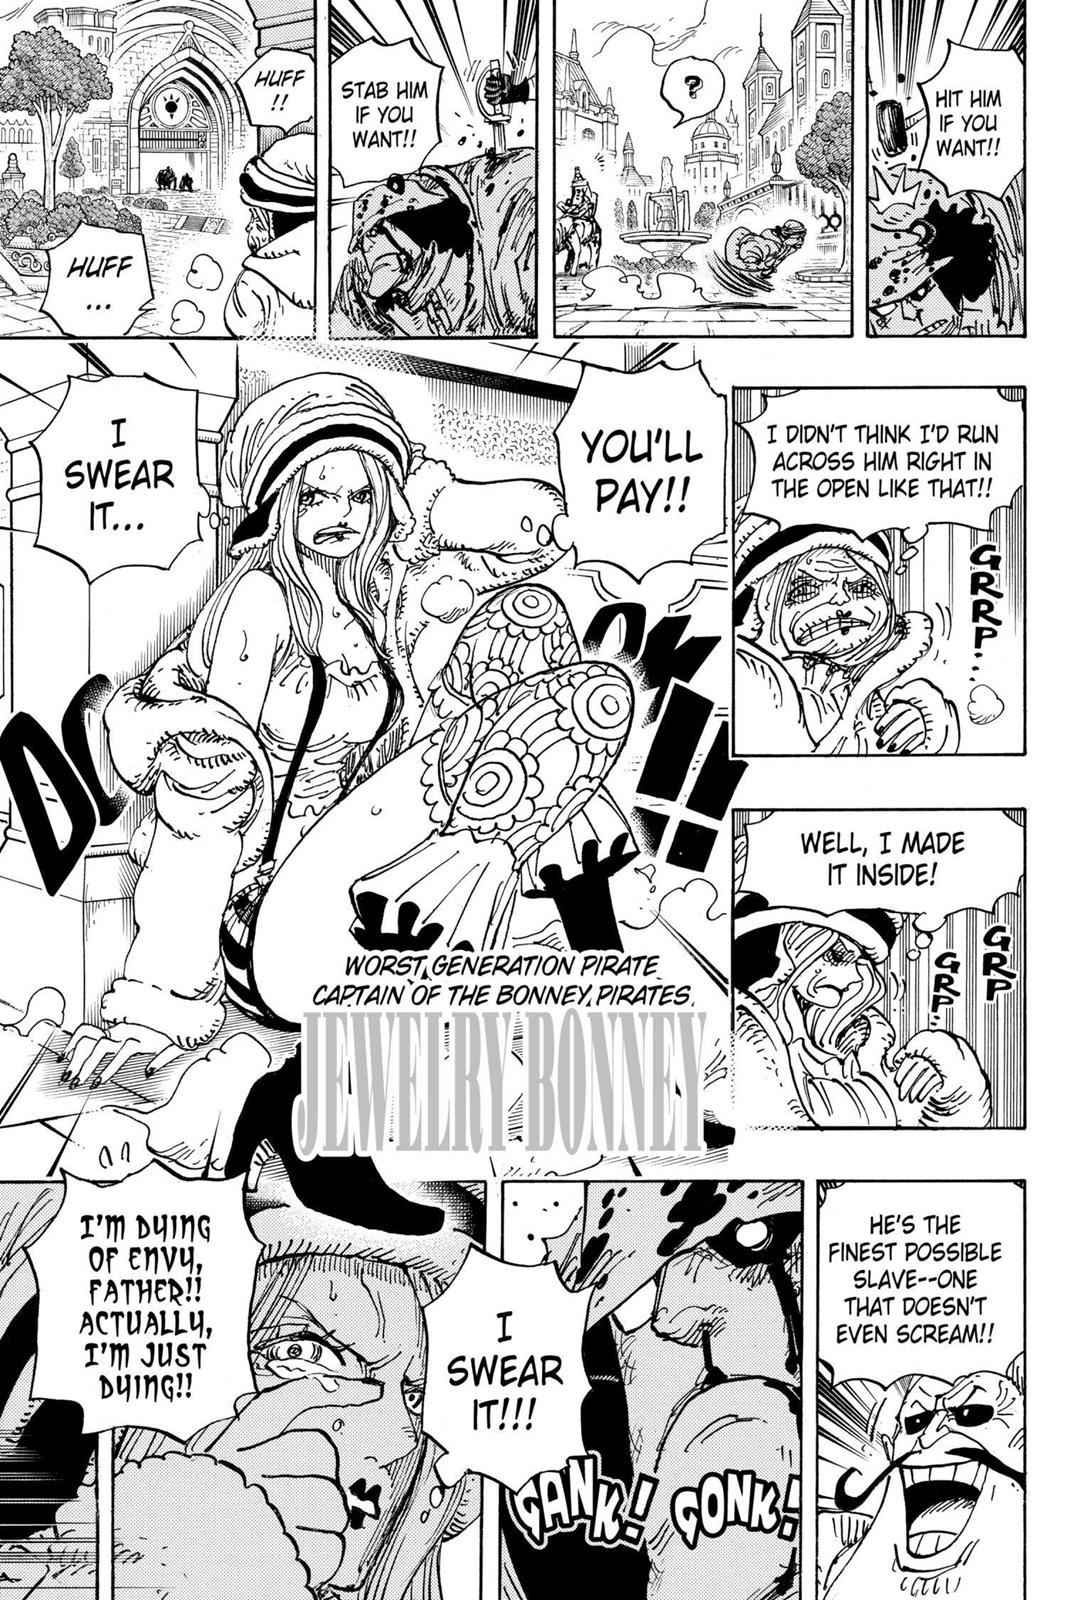 HIT HIM
IF YOU
WANT!!
?
STAB HIM
IF YOU
WANT!!
HUFF
!!
HUFF
...
I DIDN'T THINK I'D RUN
ACROSS HIM RIGHT IN
THE OPEN LIKE THAT!!
GRRP...
WELL, I MADE
IT INSIDE!
GRP
GRP
YOU'LL
PAY!!
I
SWEAR
IT...
WORST GENERATION PIRATE
CAPTAIN OF THE BONNEY PIRATES
JEWELRY BONNEY
HE'S THE
FINEST POSSIBLE
SLAVE--ONE
THAT DOESN'T
EVEN SCREAM!!
...
GONK!
GANK!
I
SWEAR
IT!!!
I'M DYING
OF ENVY,
FATHER!!
ACTUALLY,
I'M JUST
DYING!!